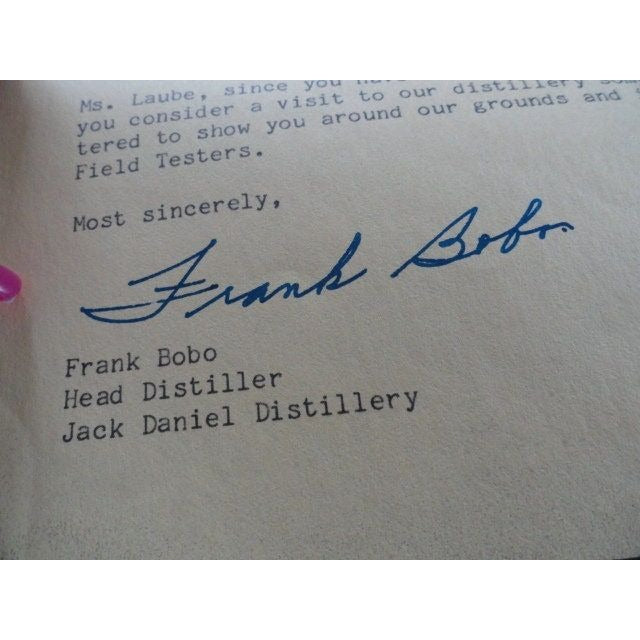 Ms. Laube, since you have
you consider a visit to our distillery
tered to show you around our grounds and
Field Testers.
Most sincerely,
Frank Bobo
Frank Bobo
Head Distiller
Jack Daniel Distillery